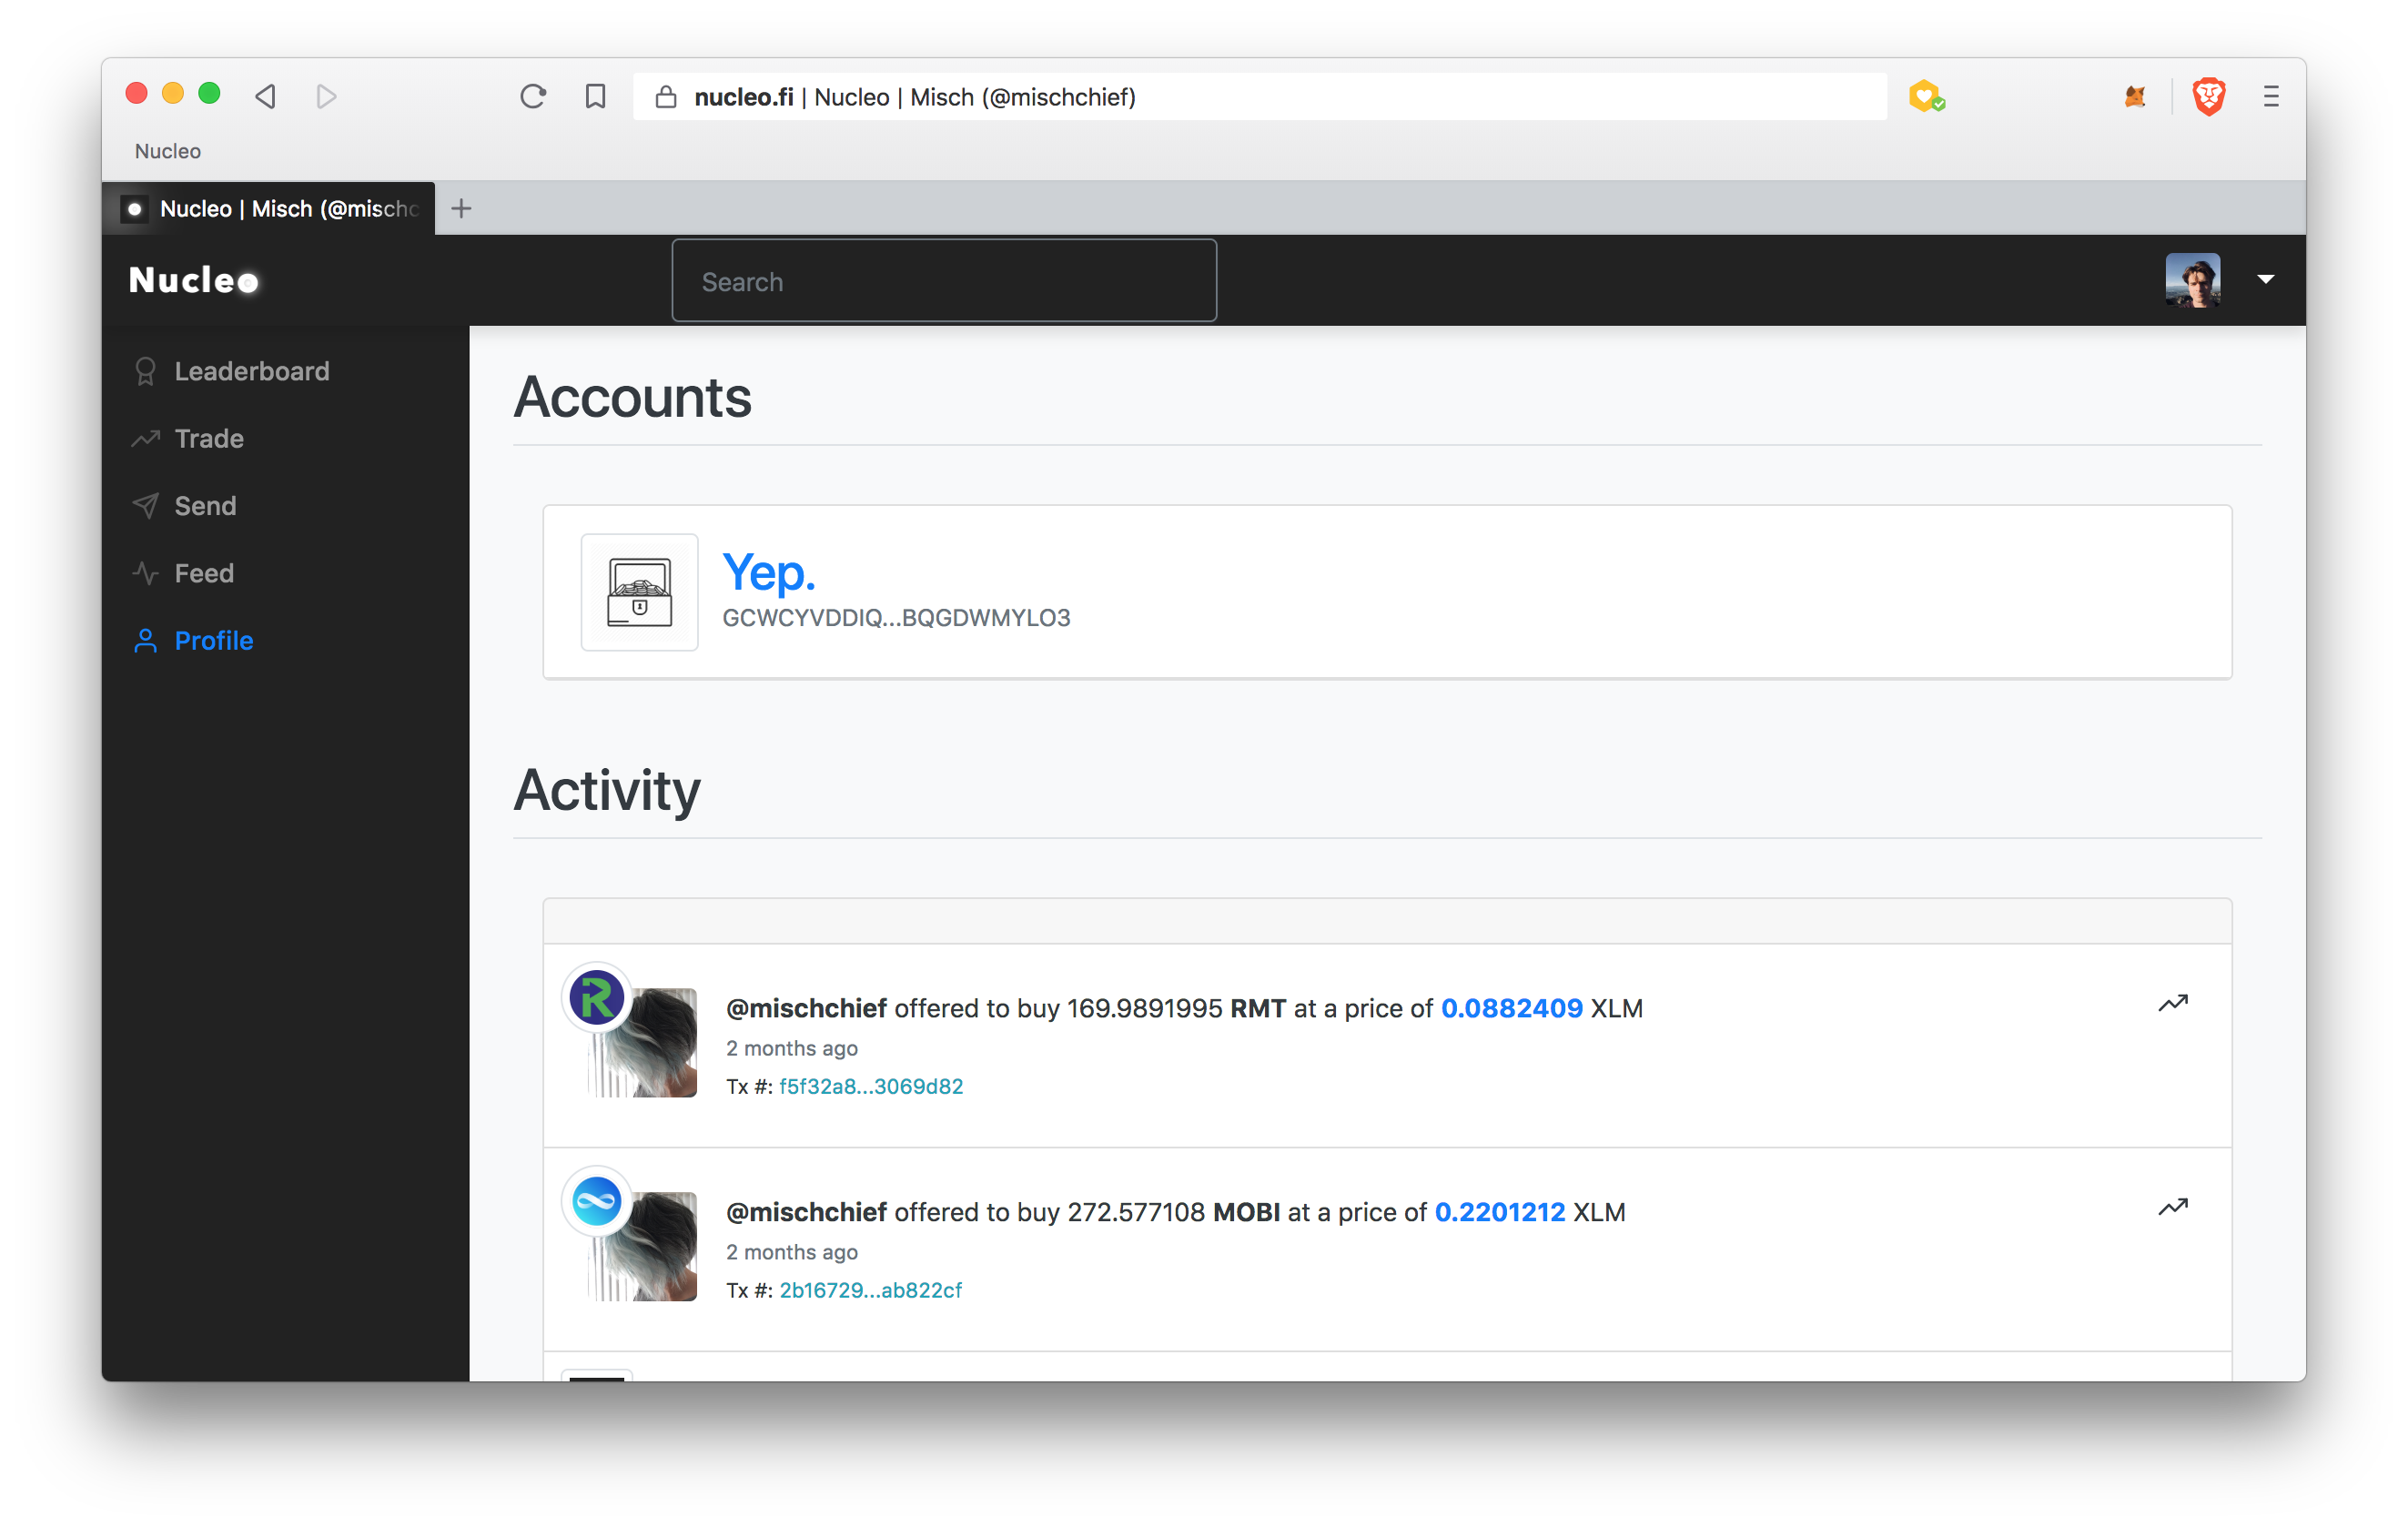 nucleo.fi | Nucleo | Misch (@mischchief)
Nucleo
Nucleo | Misch (@mischc
Nucleo
Search
Leaderboard
Trade
Send
Feed
Profile
Accounts
Yep.
GCWCYVDDIQ...BQGDWMYLO3
Activity
@mischchief offered to buy 169.9891995 RMT at a price of 0.0882409 XLM
2 months ago
Tx #: f5f32a8...3069d82
@mischchief offered to buy 272.577108 MOBI at a price of 0.2201212 XLM
2 months ago
Tx #: 2b16729...ab822cf